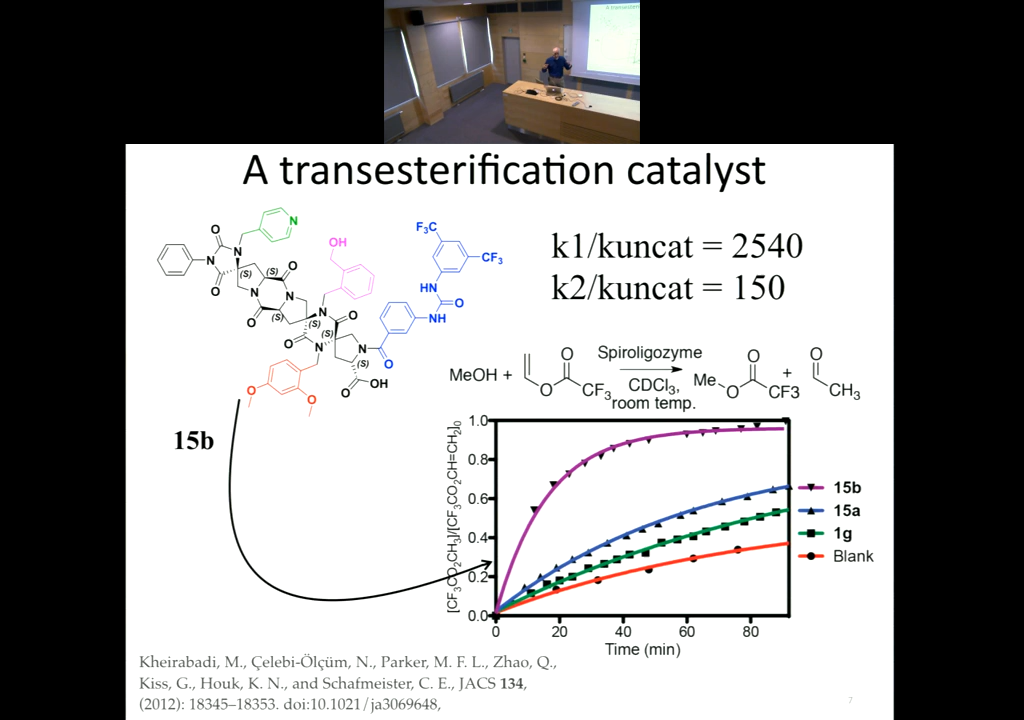 A transesterification catalyst
k1/kuncat = 2540
k2/kuncat = 150
N
OH
F3C
CF3
O
N
N
O
(S)
(S)
O
N
N
O
(S)
HN
O
NH
N
O
(S)
(S)
O
N
N
O
(S)
O
OH
O
O
15b
MeOH +
O
O
CF3
Spiroligozyme
CDCl3,
room temp.
Me
O
O
CF3
+
O
CH3
[CF3CO2CH3]/[CF3CO2CH=CH2]0
1.0
0.8
0.6
0.4
0.2
0.0
0 20 40 60 80
Time (min)
15b
15a
1g
Blank
Kheirabadi, M., Çelebi-Ölçüm, N., Parker, M. F. L., Zhao, Q.,
Kiss, G., Houk, K. N., and Schafmeister, C. E., JACS 134,
(2012): 18345–18353. doi:10.1021/ja3069648,
7